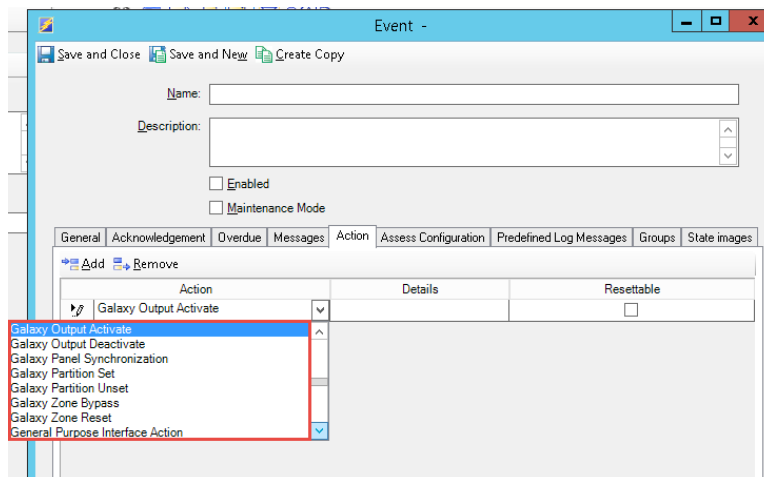 Event -
Save and Close Save and New Create Copy
Name:
Description:
Enabled
Maintenance Mode
General Acknowledgement Overdue Messages Action Assess Configuration Predefined Log Messages Groups State images
Add Remove
Action Details Resettable
Galaxy Output Activate
Galaxy Output Activate
Galaxy Output Deactivate
Galaxy Panel Synchronization
Galaxy Partition Set
Galaxy Partition Unset
Galaxy Zone Bypass
Galaxy Zone Reset
General Purpose Interface Action